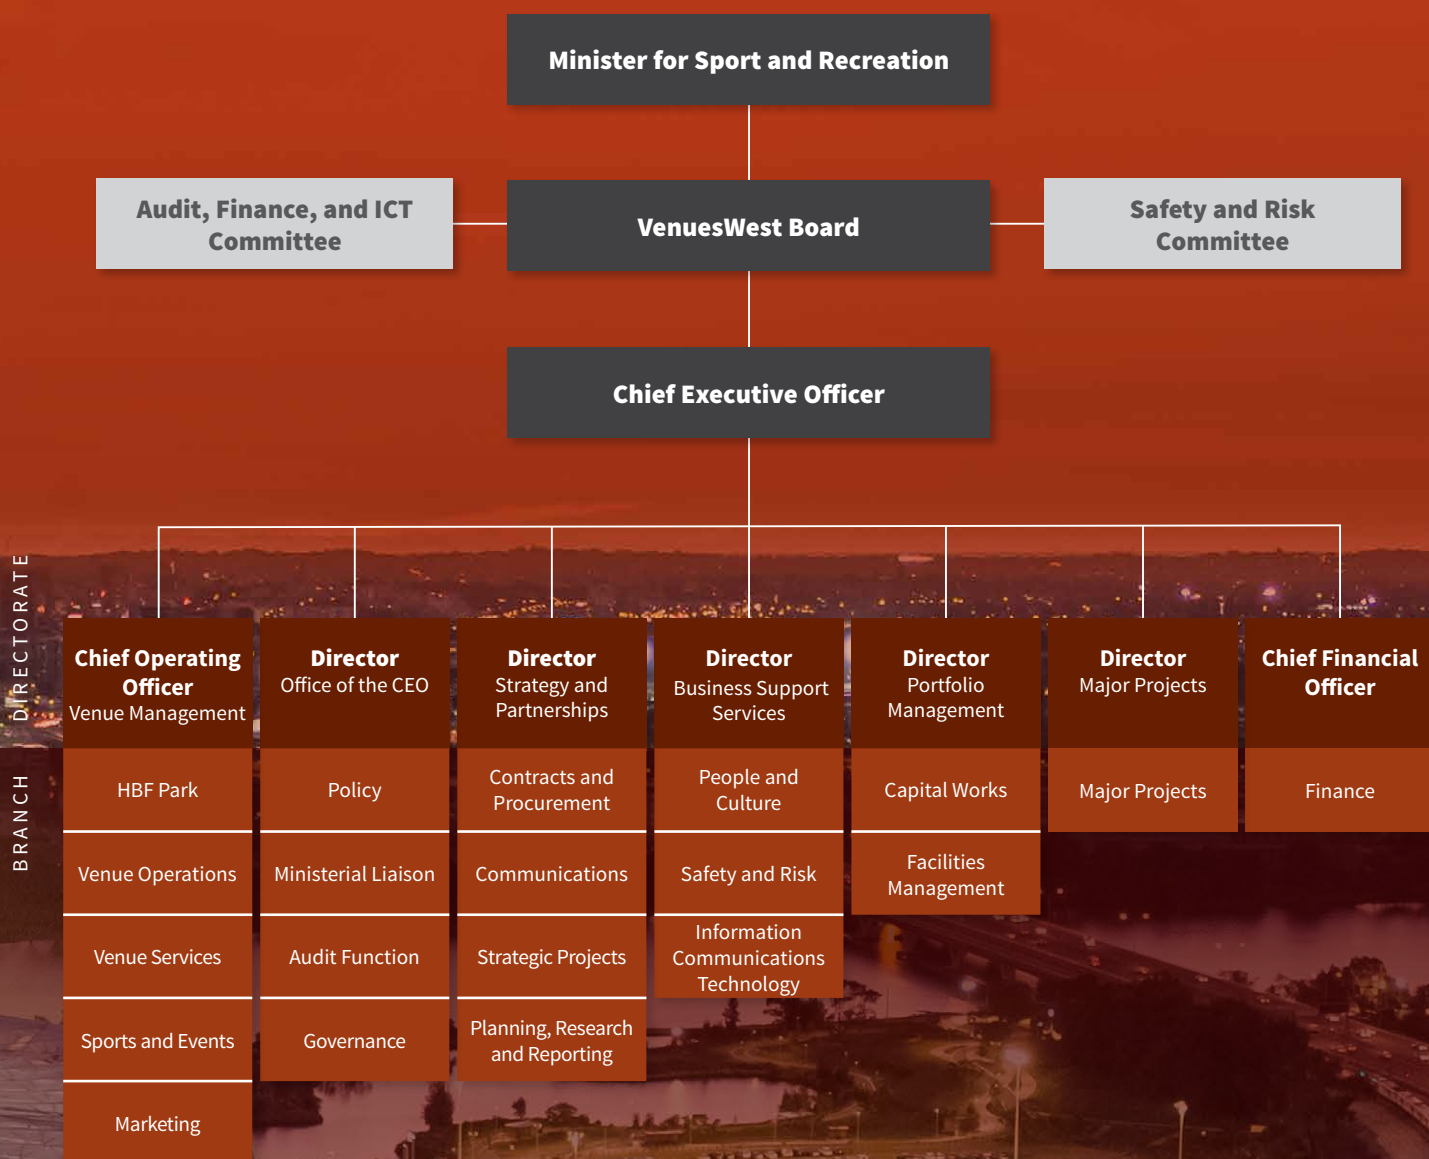 Minister for Sport and Recreation
Audit, Finance, and ICT
Committee
VenuesWest Board
Safety and Risk
Committee
Chief Executive Officer
DIRECTORATE
Chief Operating
Officer
Venue Management
Director
Office of the CEO
Director
Strategy and
Partnerships
Director
Business Support
Services
Director
Portfolio
Management
Director
Major Projects
Chief Financial
Officer
BRANCH
HBF Park
Venue Operations
Venue Services
Sports and Events
Marketing
Policy
Ministerial Liaison
Audit Function
Governance
Contracts and
Procurement
Communications
Strategic Projects
Planning, Research
and Reporting
People and
Culture
Safety and Risk
Information
Communications
Technology
Capital Works
Facilities
Management
Major Projects
Finance